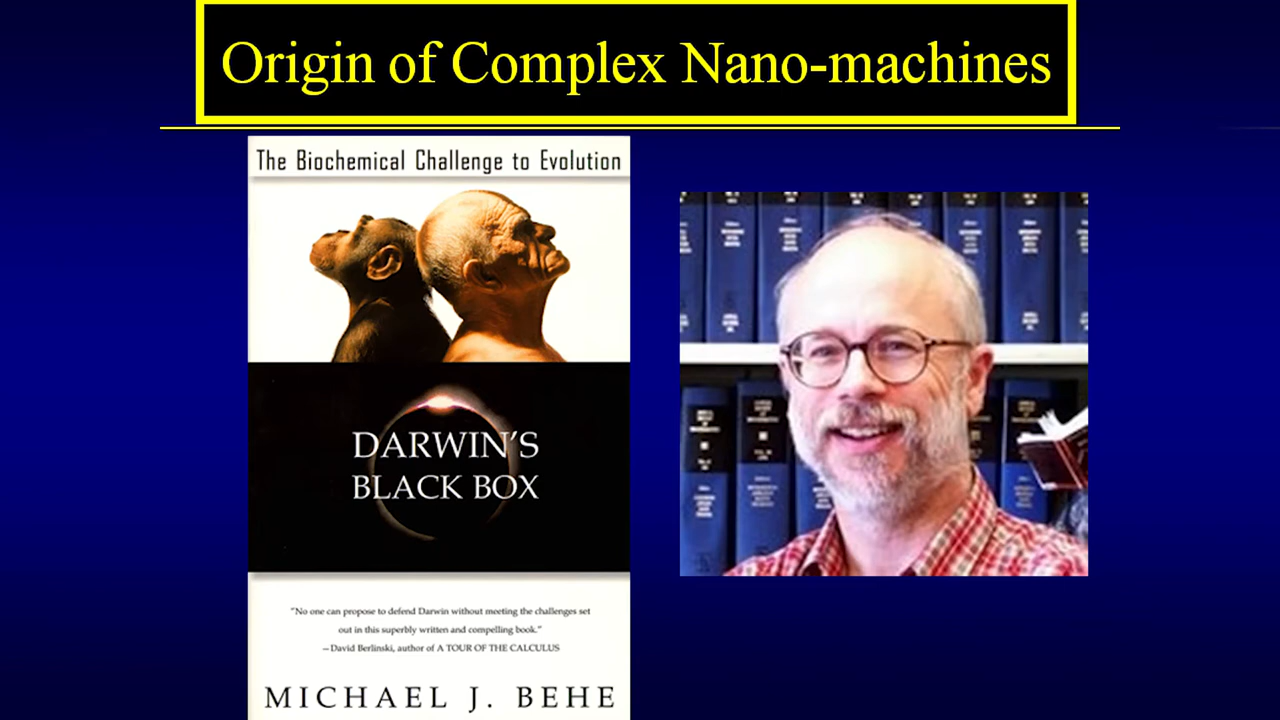 Origin of Complex Nano-machines
The Biochemical Challenge to Evolution
DARWIN'S
BLACK BOX
"No one can propose to defend Darwin without meeting the challenges set
out in this superbly written and compelling book."
—David Berlinski, author of A TOUR OF THE CALCULUS
MICHAEL J. BEHE